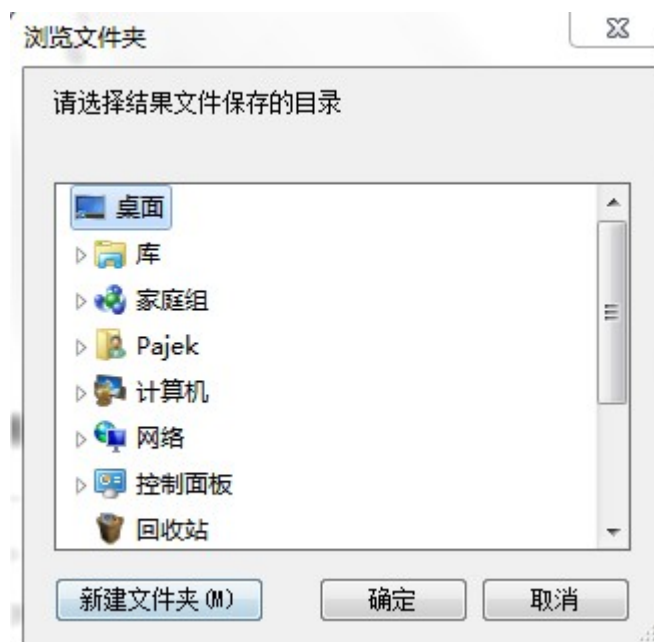 浏览文件夹
请选择结果文件保存的目录
桌面
库
家庭组
Pajek
计算机
网络
控制面板
回收站
新建文件夹(M) 确定 取消